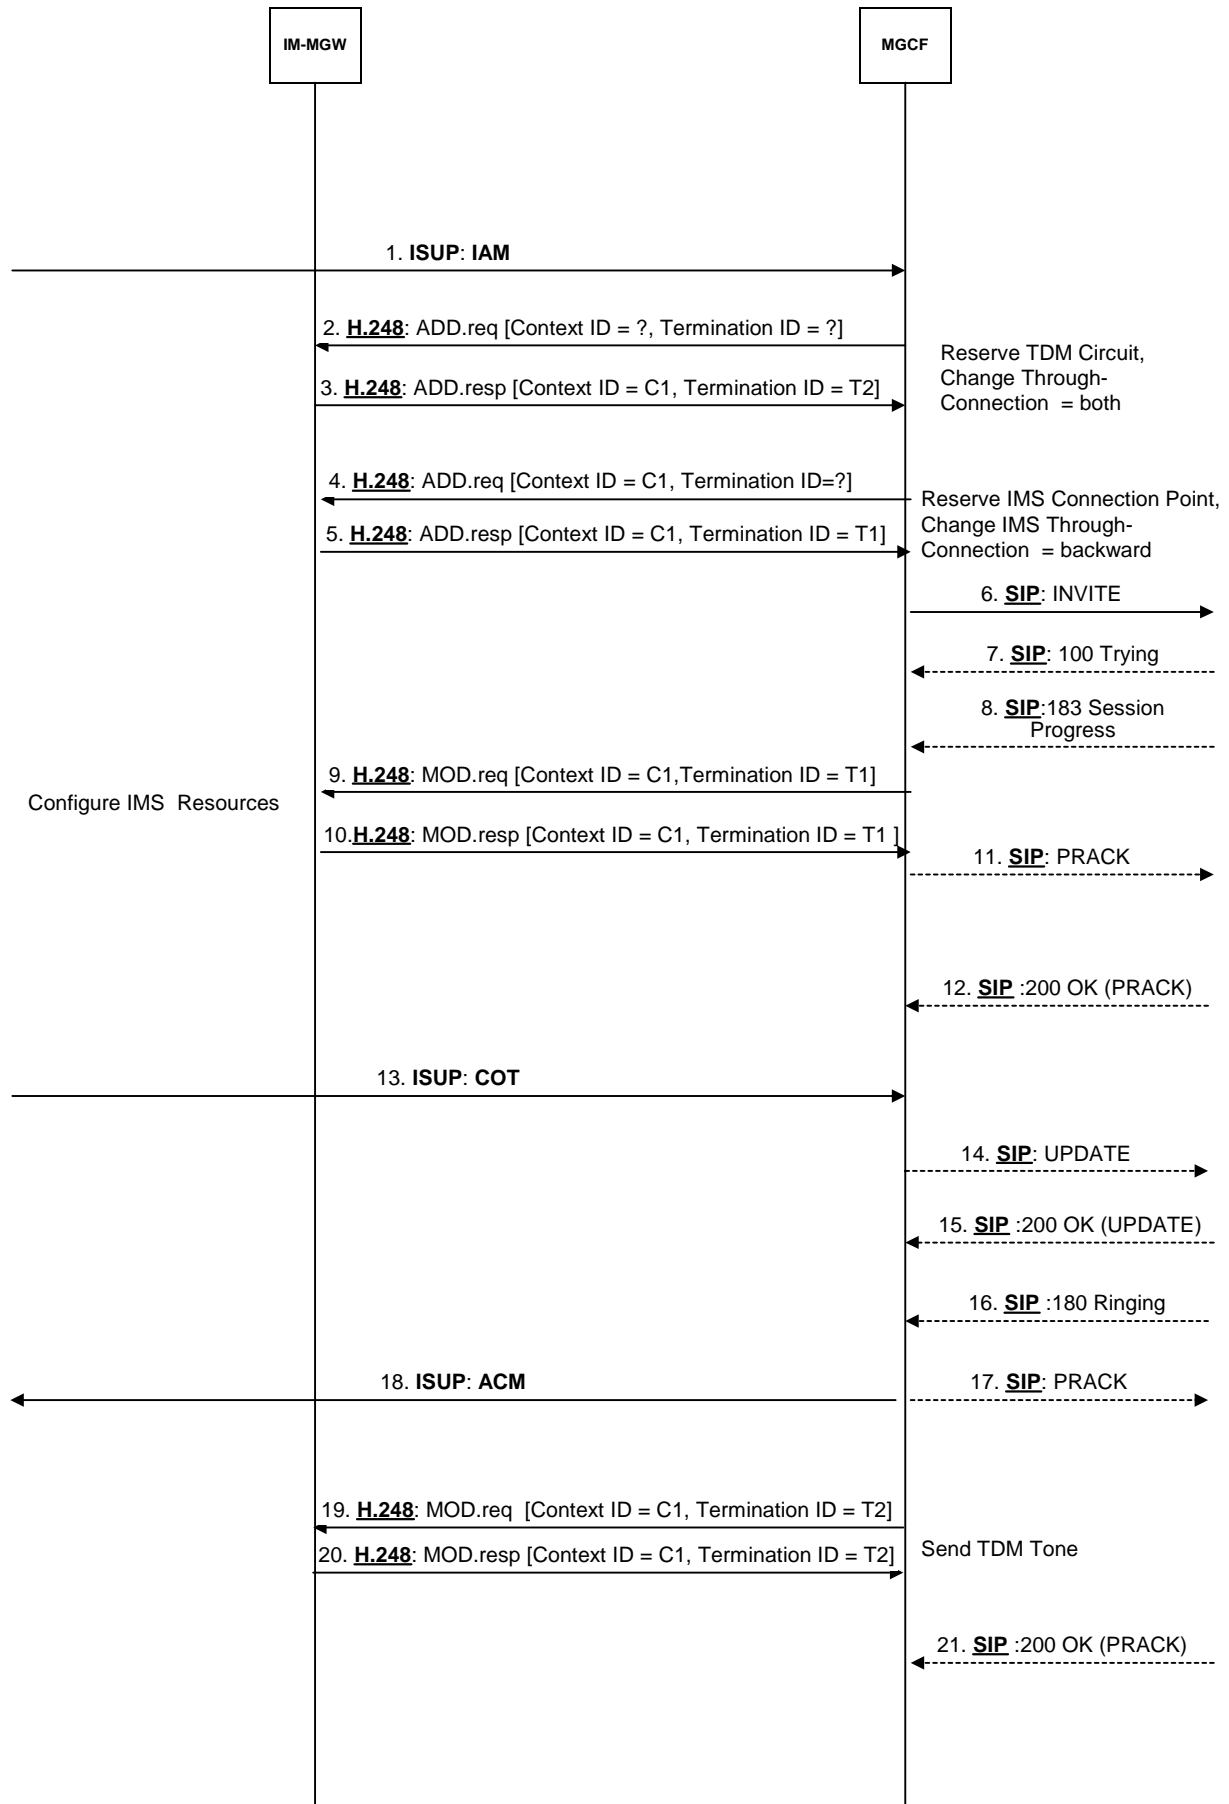 IM-MGW
MGCF
1. ISUP: IAM
2. H.248: ADD.req [Context ID = ?, Termination ID = ?]
Reserve TDM Circuit,
Change Through-
Connection = both
3. H.248: ADD.resp [Context ID = C1, Termination ID = T2]
4. H.248: ADD.req [Context ID = C1, Termination ID=?]
Reserve IMS Connection Point,
Change IMS Through-
Connection = backward
5. H.248: ADD.resp [Context ID = C1, Termination ID = T1]
6. SIP: INVITE
7. SIP: 100 Trying
8. SIP:183 Session
Progress
9. H.248: MOD.req [Context ID = C1,Termination ID = T1]
Configure IMS Resources
10.H.248: MOD.resp [Context ID = C1, Termination ID = T1 ]
11. SIP: PRACK
12. SIP :200 OK (PRACK)
13. ISUP: COT
14. SIP: UPDATE
15. SIP :200 OK (UPDATE)
16. SIP :180 Ringing
18. ISUP: ACM
17. SIP: PRACK
19. H.248: MOD.req [Context ID = C1, Termination ID = T2]
Send TDM Tone
20. H.248: MOD.resp [Context ID = C1, Termination ID = T2]
21. SIP :200 OK (PRACK)